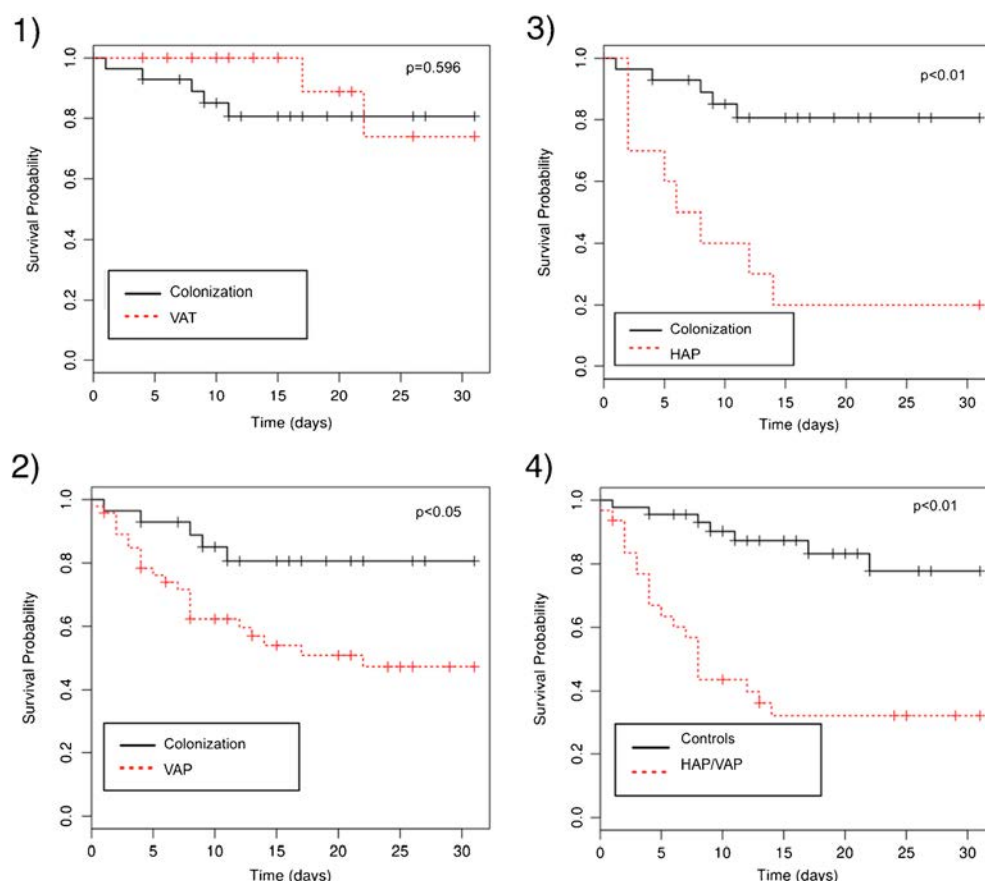 1)
p=0.596
Survival Probability
0.0 0.2 0.4 0.6 0.8 1.0
Colonization
VAT
0 5 10 15 20 25 30
Time (days)
2)
p<0.05
Survival Probability
0.0 0.2 0.4 0.6 0.8 1.0
Colonization
VAP
0 5 10 15 20 25 30
Time (days)
3)
p<0.01
Survival Probability
0.0 0.2 0.4 0.6 0.8 1.0
Colonization
HAP
0 5 10 15 20 25 30
Time (days)
4)
p<0.01
Survival Probability
0.0 0.2 0.4 0.6 0.8 1.0
Controls
HAP/VAP
0 5 10 15 20 25 30
Time (days)